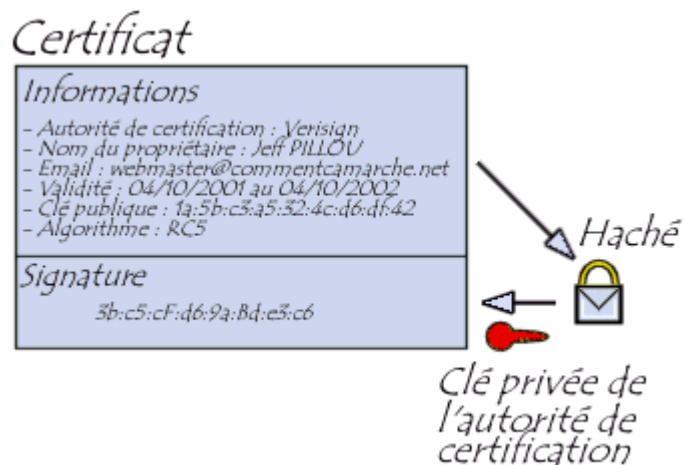 Certificat
Informations
- Autorité de certification : Verisign
- Nom du propriétaire : Jeff PILLOU
- Email : webmaster@commentcamarche.net
- Validité : 04/10/2001 au 04/10/2002
- Clé publique : 1a:5b:c3:a5:32:4c:d6:df:42
- Algorithme : RC5
Signature
3b:c5:cF:d6:9a:Bd:e3:c6
Haché
Clé privée de
l'autorité de
certification